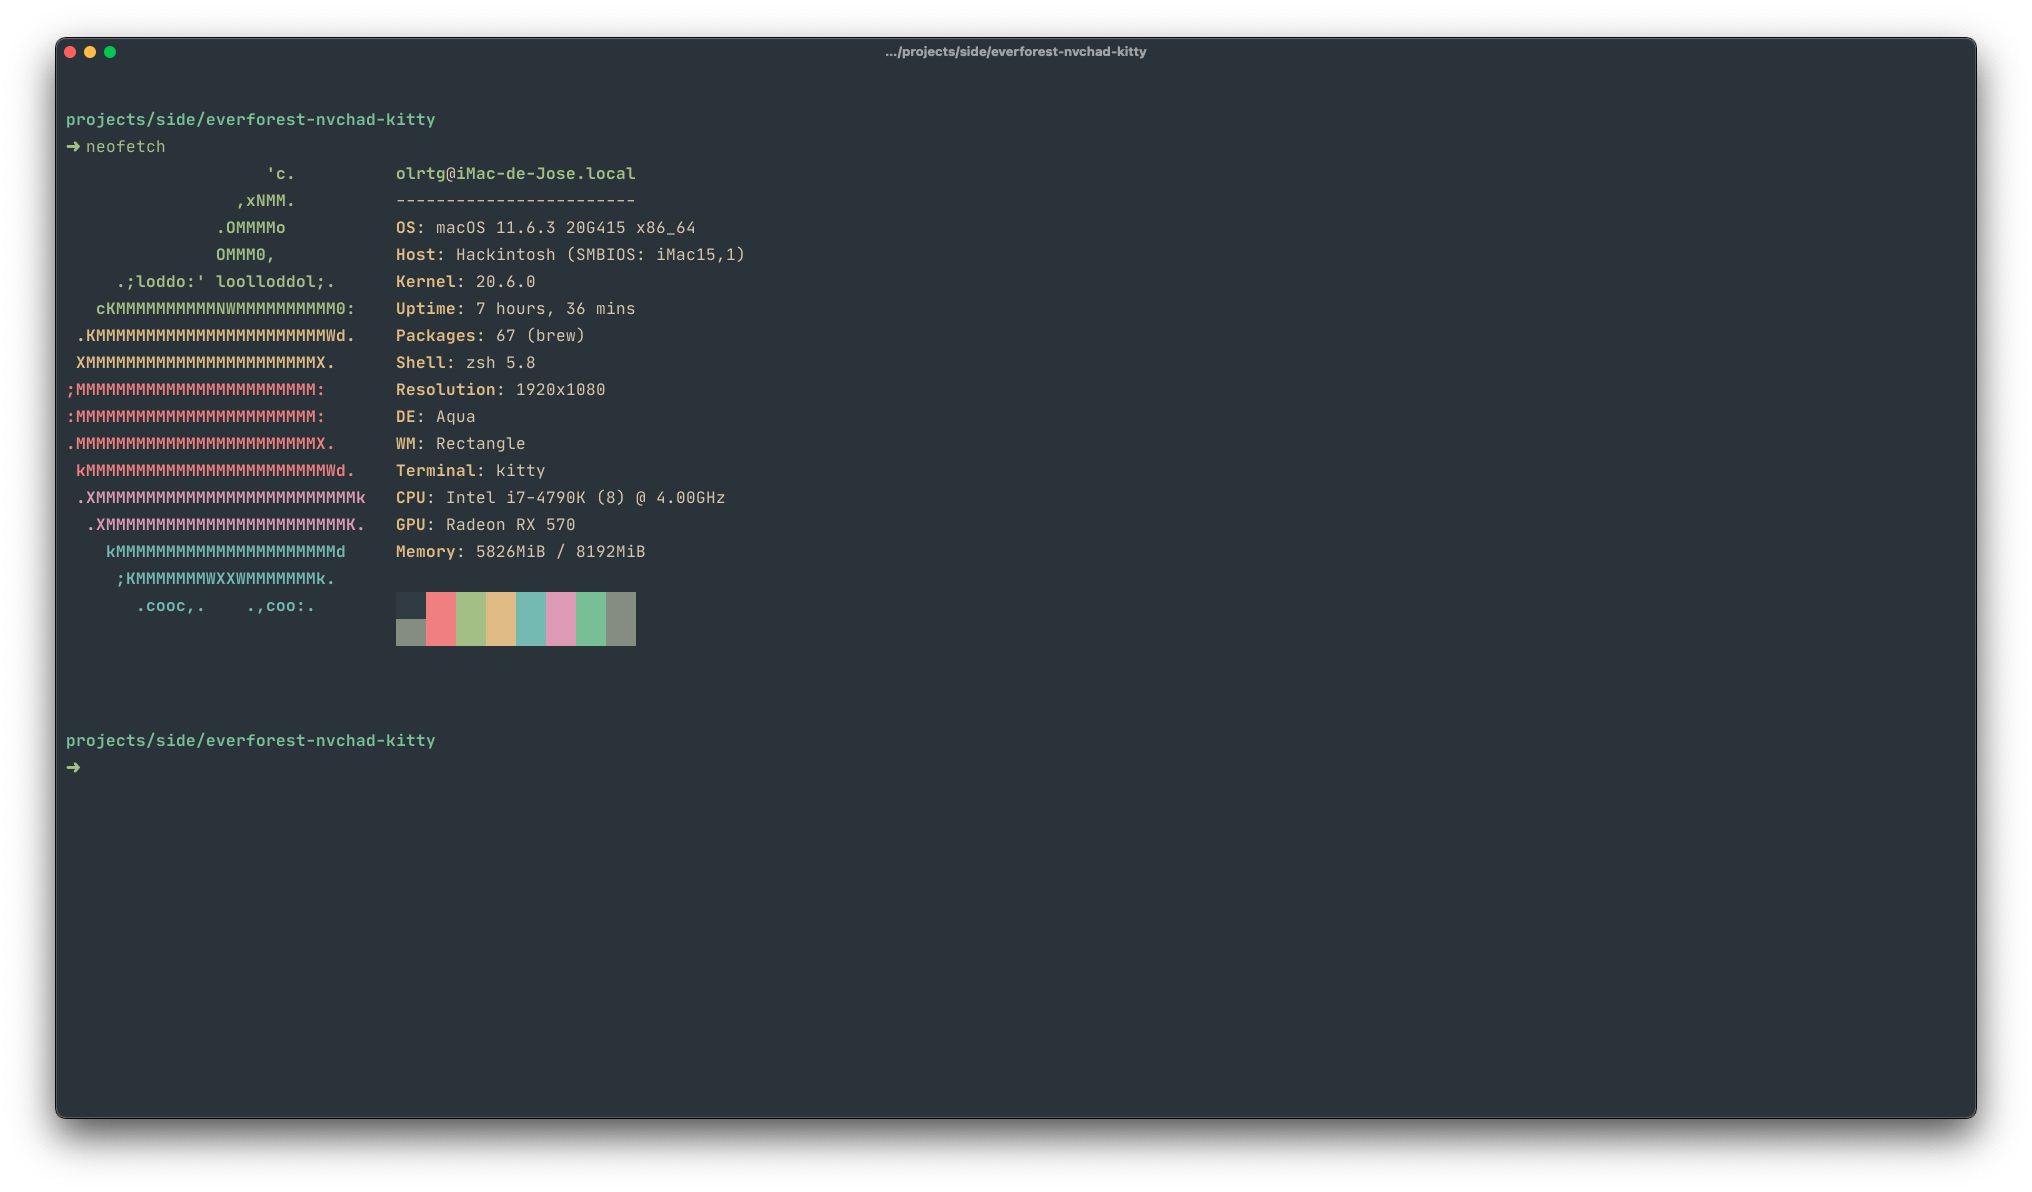 .../projects/side/everforest-nvchad-kitty
projects/side/everforest-nvchad-kitty
➜ neofetch
                    'c.          olrtg@iMac-de-Jose.local
                 ,xNMM.          ------------------------
               .OMMMMo           OS: macOS 11.6.3 20G415 x86_64
               OMMM0,            Host: Hackintosh (SMBIOS: iMac15,1)
     .;loddo:' loolloddol;.      Kernel: 20.6.0
   cKMMMMMMMMMMNWMMMMMMMMMM0:    Uptime: 7 hours, 36 mins
 .KMMMMMMMMMMMMMMMMMMMMMMMWd.    Packages: 67 (brew)
 XMMMMMMMMMMMMMMMMMMMMMMMX.      Shell: zsh 5.8
;MMMMMMMMMMMMMMMMMMMMMMMM:       Resolution: 1920x1080
:MMMMMMMMMMMMMMMMMMMMMMMM:       DE: Aqua
.MMMMMMMMMMMMMMMMMMMMMMMMX.      WM: Rectangle
 kMMMMMMMMMMMMMMMMMMMMMMMMWd.    Terminal: kitty
 .XMMMMMMMMMMMMMMMMMMMMMMMMMMk   CPU: Intel i7-4790K (8) @ 4.00GHz
  .XMMMMMMMMMMMMMMMMMMMMMMMMK.   GPU: Radeon RX 570
    kMMMMMMMMMMMMMMMMMMMMMMd     Memory: 5826MiB / 8192MiB
     ;KMMMMMMMWXXWMMMMMMMk.
       .cooc,.    .,coo:.
projects/side/everforest-nvchad-kitty
➜